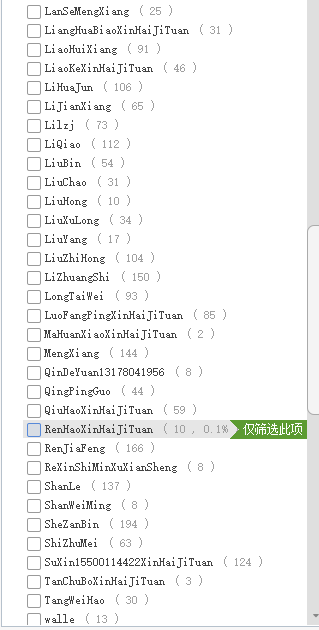 LanSeMengXiang ( 25 )
LiangHuaBiaoXinHaiJiTuan ( 31 )
LiaoHuiXiang ( 91 )
LiaoKeXinHaiJiTuan ( 46 )
LiHuaJun ( 106 )
LiJianXiang ( 65 )
Lilzj ( 73 )
LiQiao ( 112 )
LiuBin ( 54 )
LiuChao ( 31 )
LiuHong ( 10 )
LiuXuLong ( 34 )
LiuYang ( 17 )
LiuZhiHong ( 104 )
LiZhuangShi ( 150 )
LongTaiWei ( 93 )
LuoFangPingXinHaiJiTuan ( 85 )
MaHuanXiaoXinHaiJiTuan ( 2 )
MengXiang ( 144 )
QinDeYuan13178041956 ( 8 )
QingPingGuo ( 44 )
QiuHaoXinHaiJiTuan ( 59 )
RenHaoXinHaiJiTuan ( 10 , 0.1% 仅筛选此项
RenJiaFeng ( 166 )
ReXinShiMinXuXianSheng ( 8 )
ShanLe ( 137 )
ShanWeiMing ( 8 )
SheZanBin ( 194 )
ShiZhuMei ( 63 )
SuXin15500114422XinHaiJiTuan ( 124 )
TanChuBoXinHaiJiTuan ( 3 )
TangWeiHao ( 30 )
walle ( 13 )